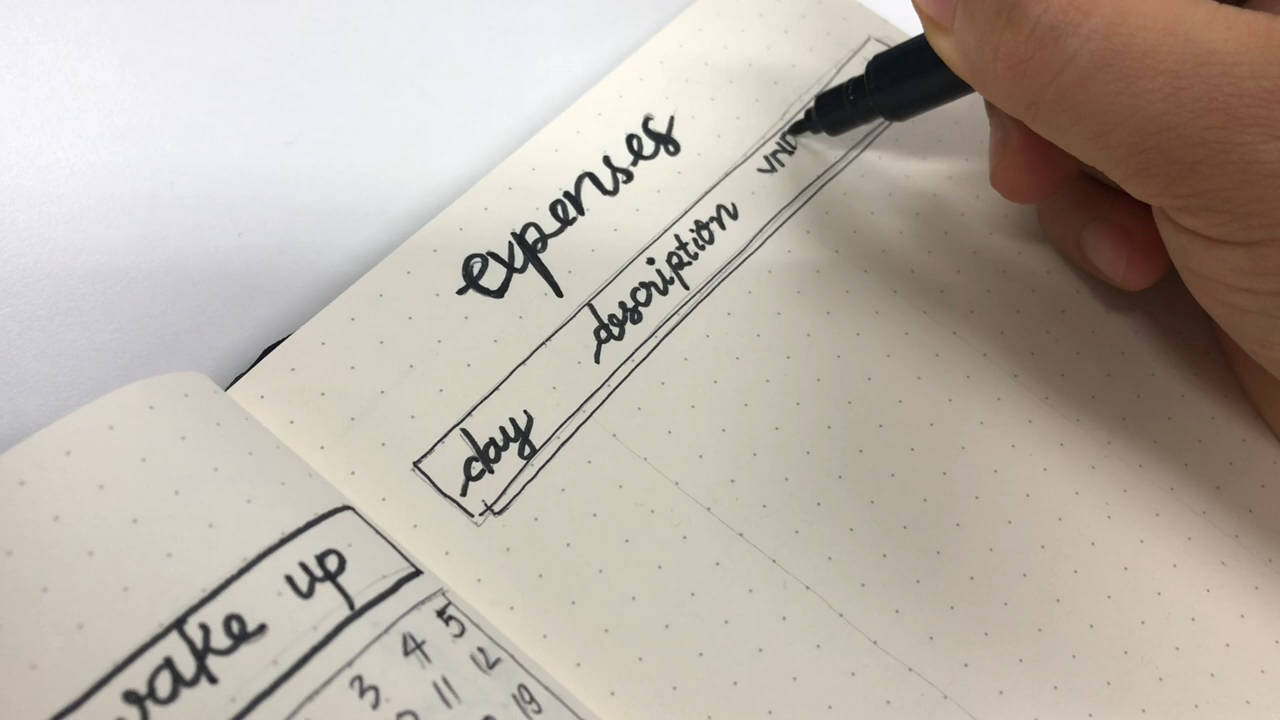 expenses
day description VND
wake up
3 4 5
11 12
19